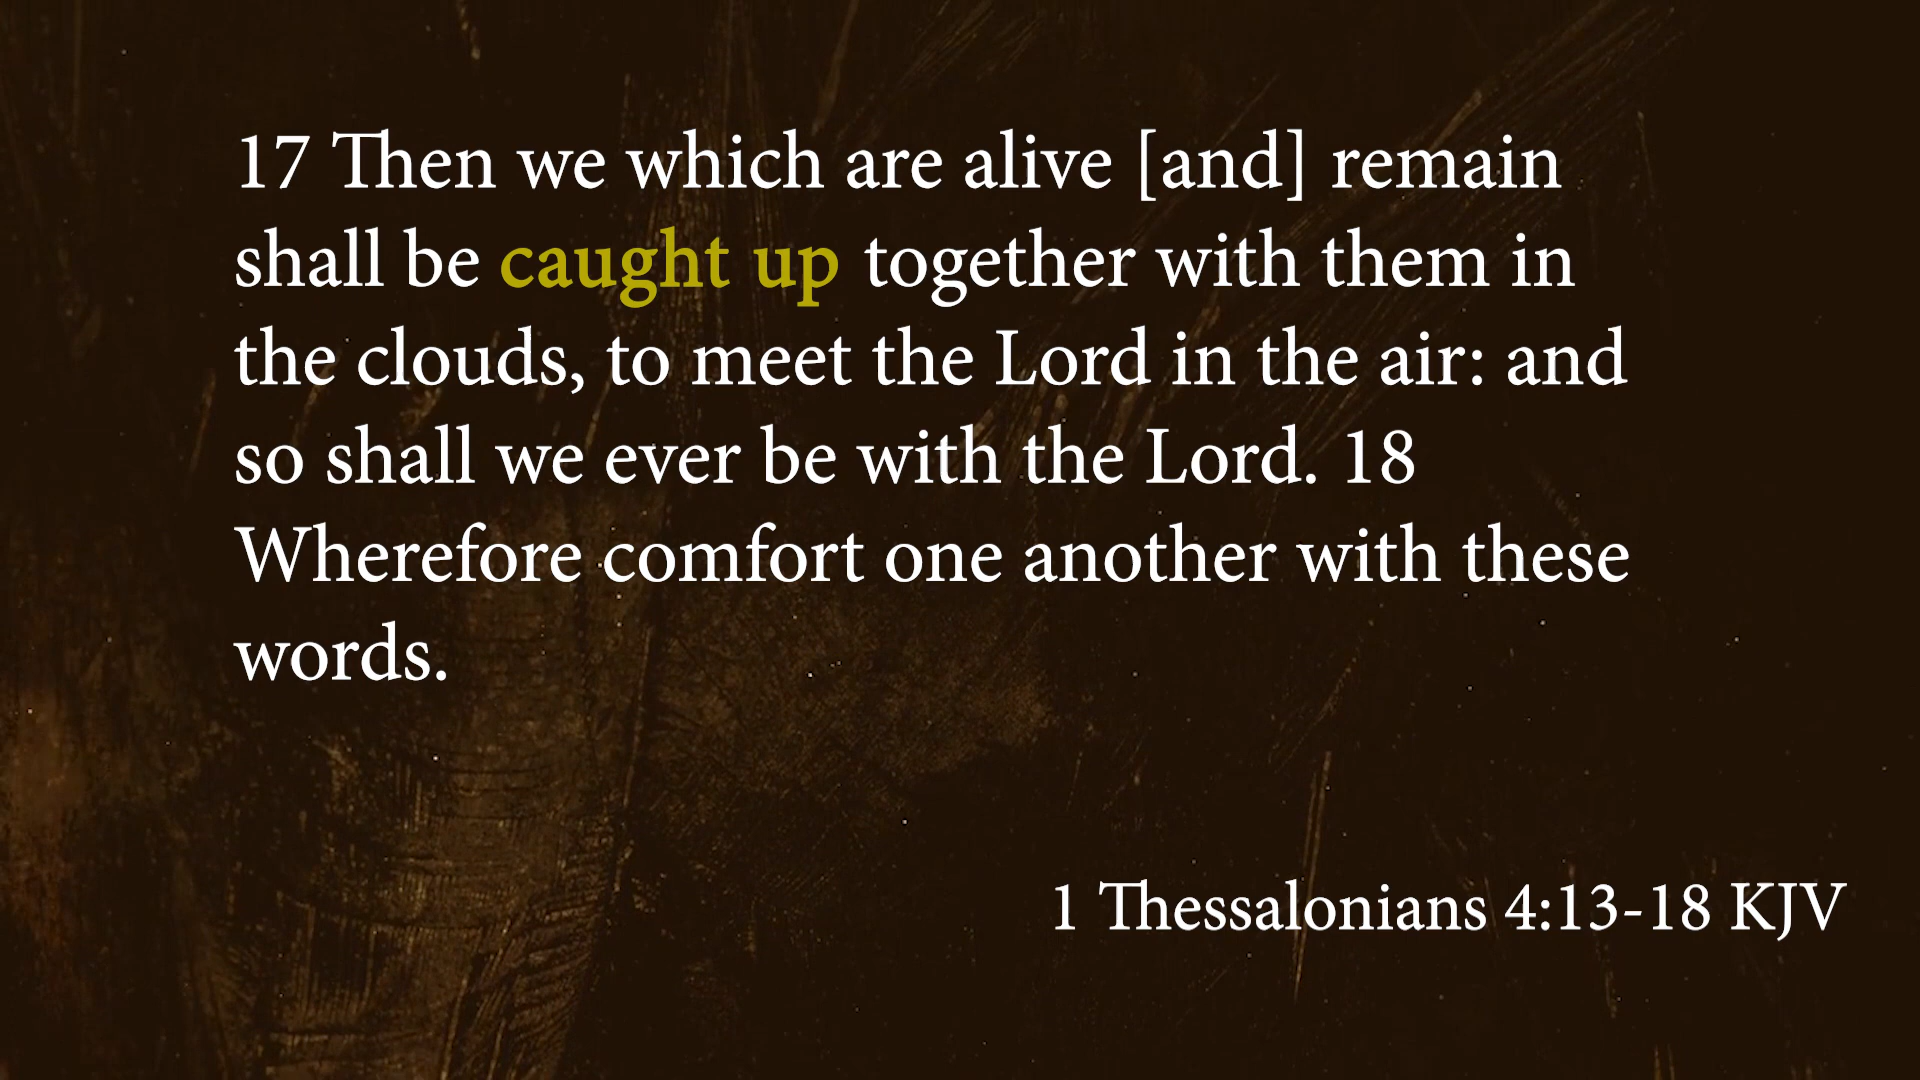 17 Then we which are alive [and] remain
shall be caught up together with them in
the clouds, to meet the Lord in the air: and
so shall we ever be with the Lord. 18
Wherefore comfort one another with these
words.
1 Thessalonians 4:13-18 KJV